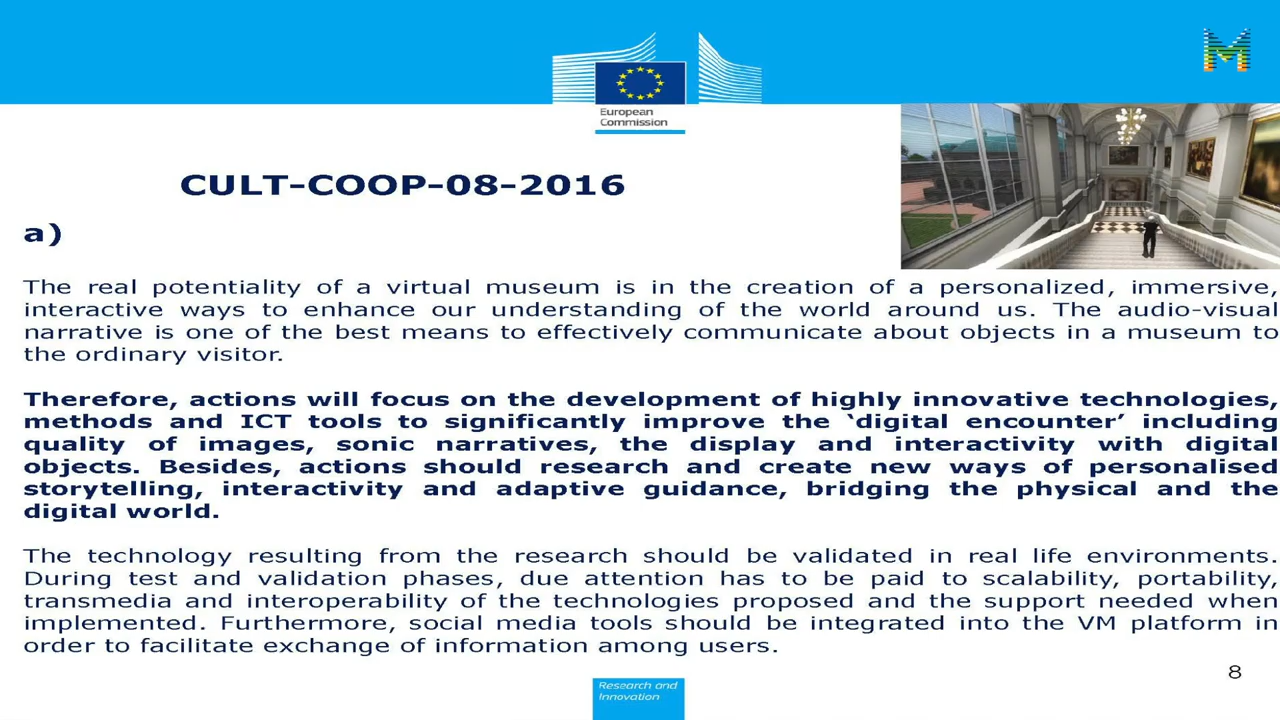 European
Commission
CULT-COOP-08-2016
a)
The real potentiality of a virtual museum is in the creation of a personalized, immersive,
interactive ways to enhance our understanding of the world around us. The audio-visual
narrative is one of the best means to effectively communicate about objects in a museum to
the ordinary visitor.
Therefore, actions will focus on the development of highly innovative technologies,
methods and ICT tools to significantly improve the ‘digital encounter’ including
quality of images, sonic narratives, the display and interactivity with digital
objects. Besides, actions should research and create new ways of personalised
storytelling, interactivity and adaptive guidance, bridging the physical and the
digital world.
The technology resulting from the research should be validated in real life environments.
During test and validation phases, due attention has to be paid to scalability, portability,
transmedia and interoperability of the technologies proposed and the support needed when
implemented. Furthermore, social media tools should be integrated into the VM platform in
order to facilitate exchange of information among users.
8
Research and
Innovation